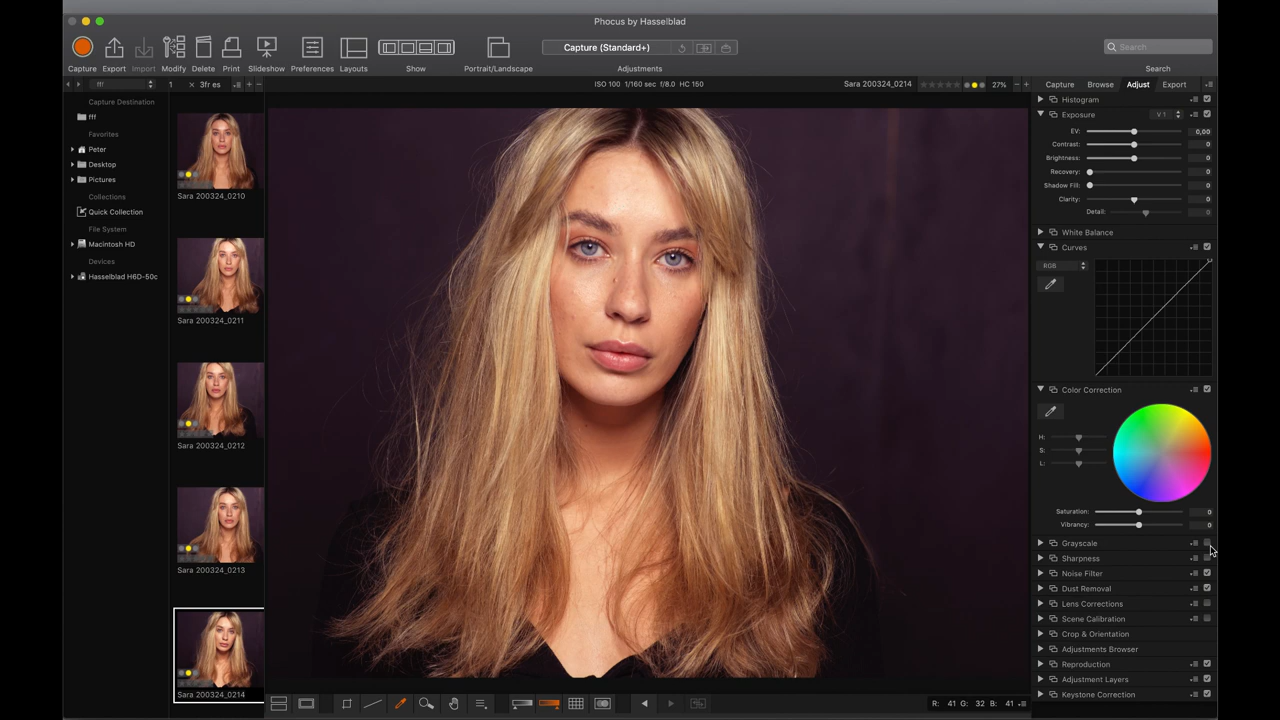 Phocus by Hasselblad
Capture Export Import Modify Delete Print Slideshow Preferences Layouts Show Portrait/Landscape Capture (Standard+) Adjustments Search Search
fff 1 × 3fr es ISO 100 1/160 sec f/8.0 HC 150 Sara 200324_0214 27% − + Capture Browse Adjust Export
Capture Destination
fff
Favorites
Peter
Desktop
Pictures
Collections
Quick Collection
File System
Macintosh HD
Devices
Hasselblad H6D-50c
Sara 200324_0210
Sara 200324_0211
Sara 200324_0212
Sara 200324_0213
Sara 200324_0214
Histogram
Exposure V 1
EV: 0,00
Contrast: 0
Brightness: 0
Recovery: 0
Shadow Fill: 0
Clarity: 0
Detail: 0
White Balance
Curves
RGB
Color Correction
H:
S:
L:
Saturation: 0
Vibrancy: 0
Grayscale
Sharpness
Noise Filter
Dust Removal
Lens Corrections
Scene Calibration
Crop & Orientation
Adjustments Browser
Reproduction
Adjustment Layers
Keystone Correction
R: 41 G: 32 B: 41